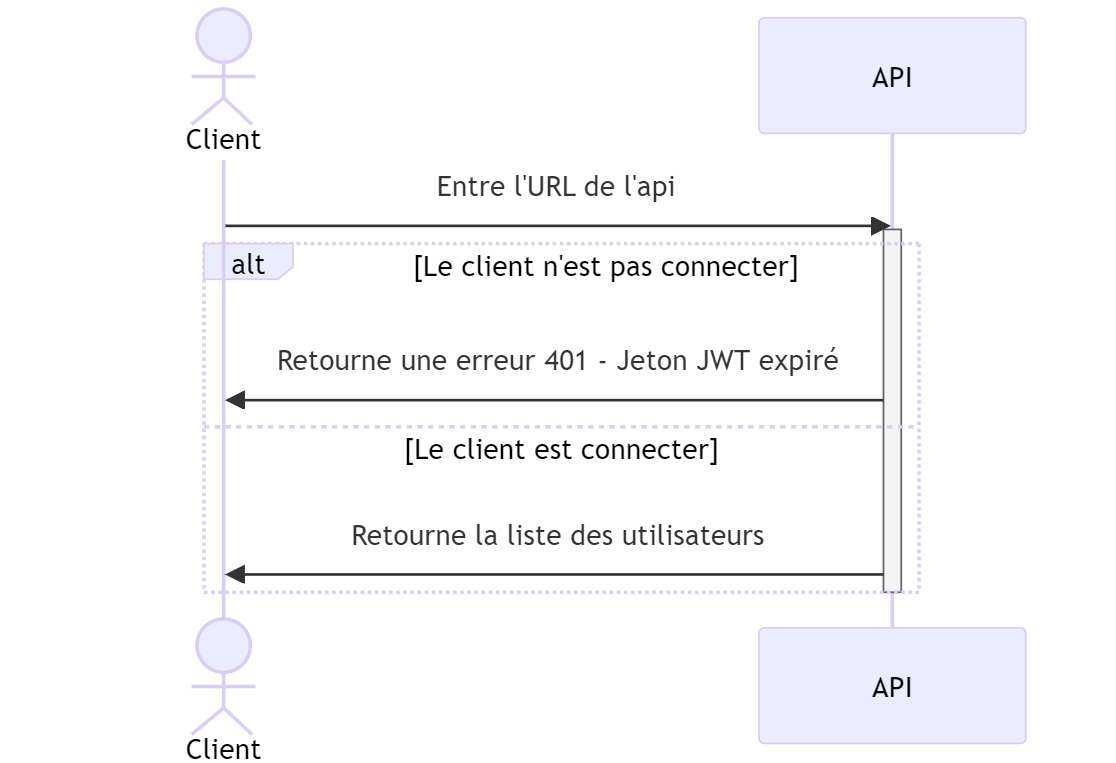 API
Client
Entre l'URL de l'api
alt
[Le client n'est pas connecter]
Retourne une erreur 401 - Jeton JWT expiré
[Le client est connecter]
Retourne la liste des utilisateurs
API
Client